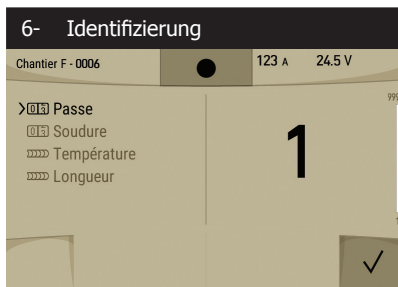 6- Identifizierung
Chantier F - 0006
123 A 24.5 V
Passe
Soudure
Température
Longueur
1